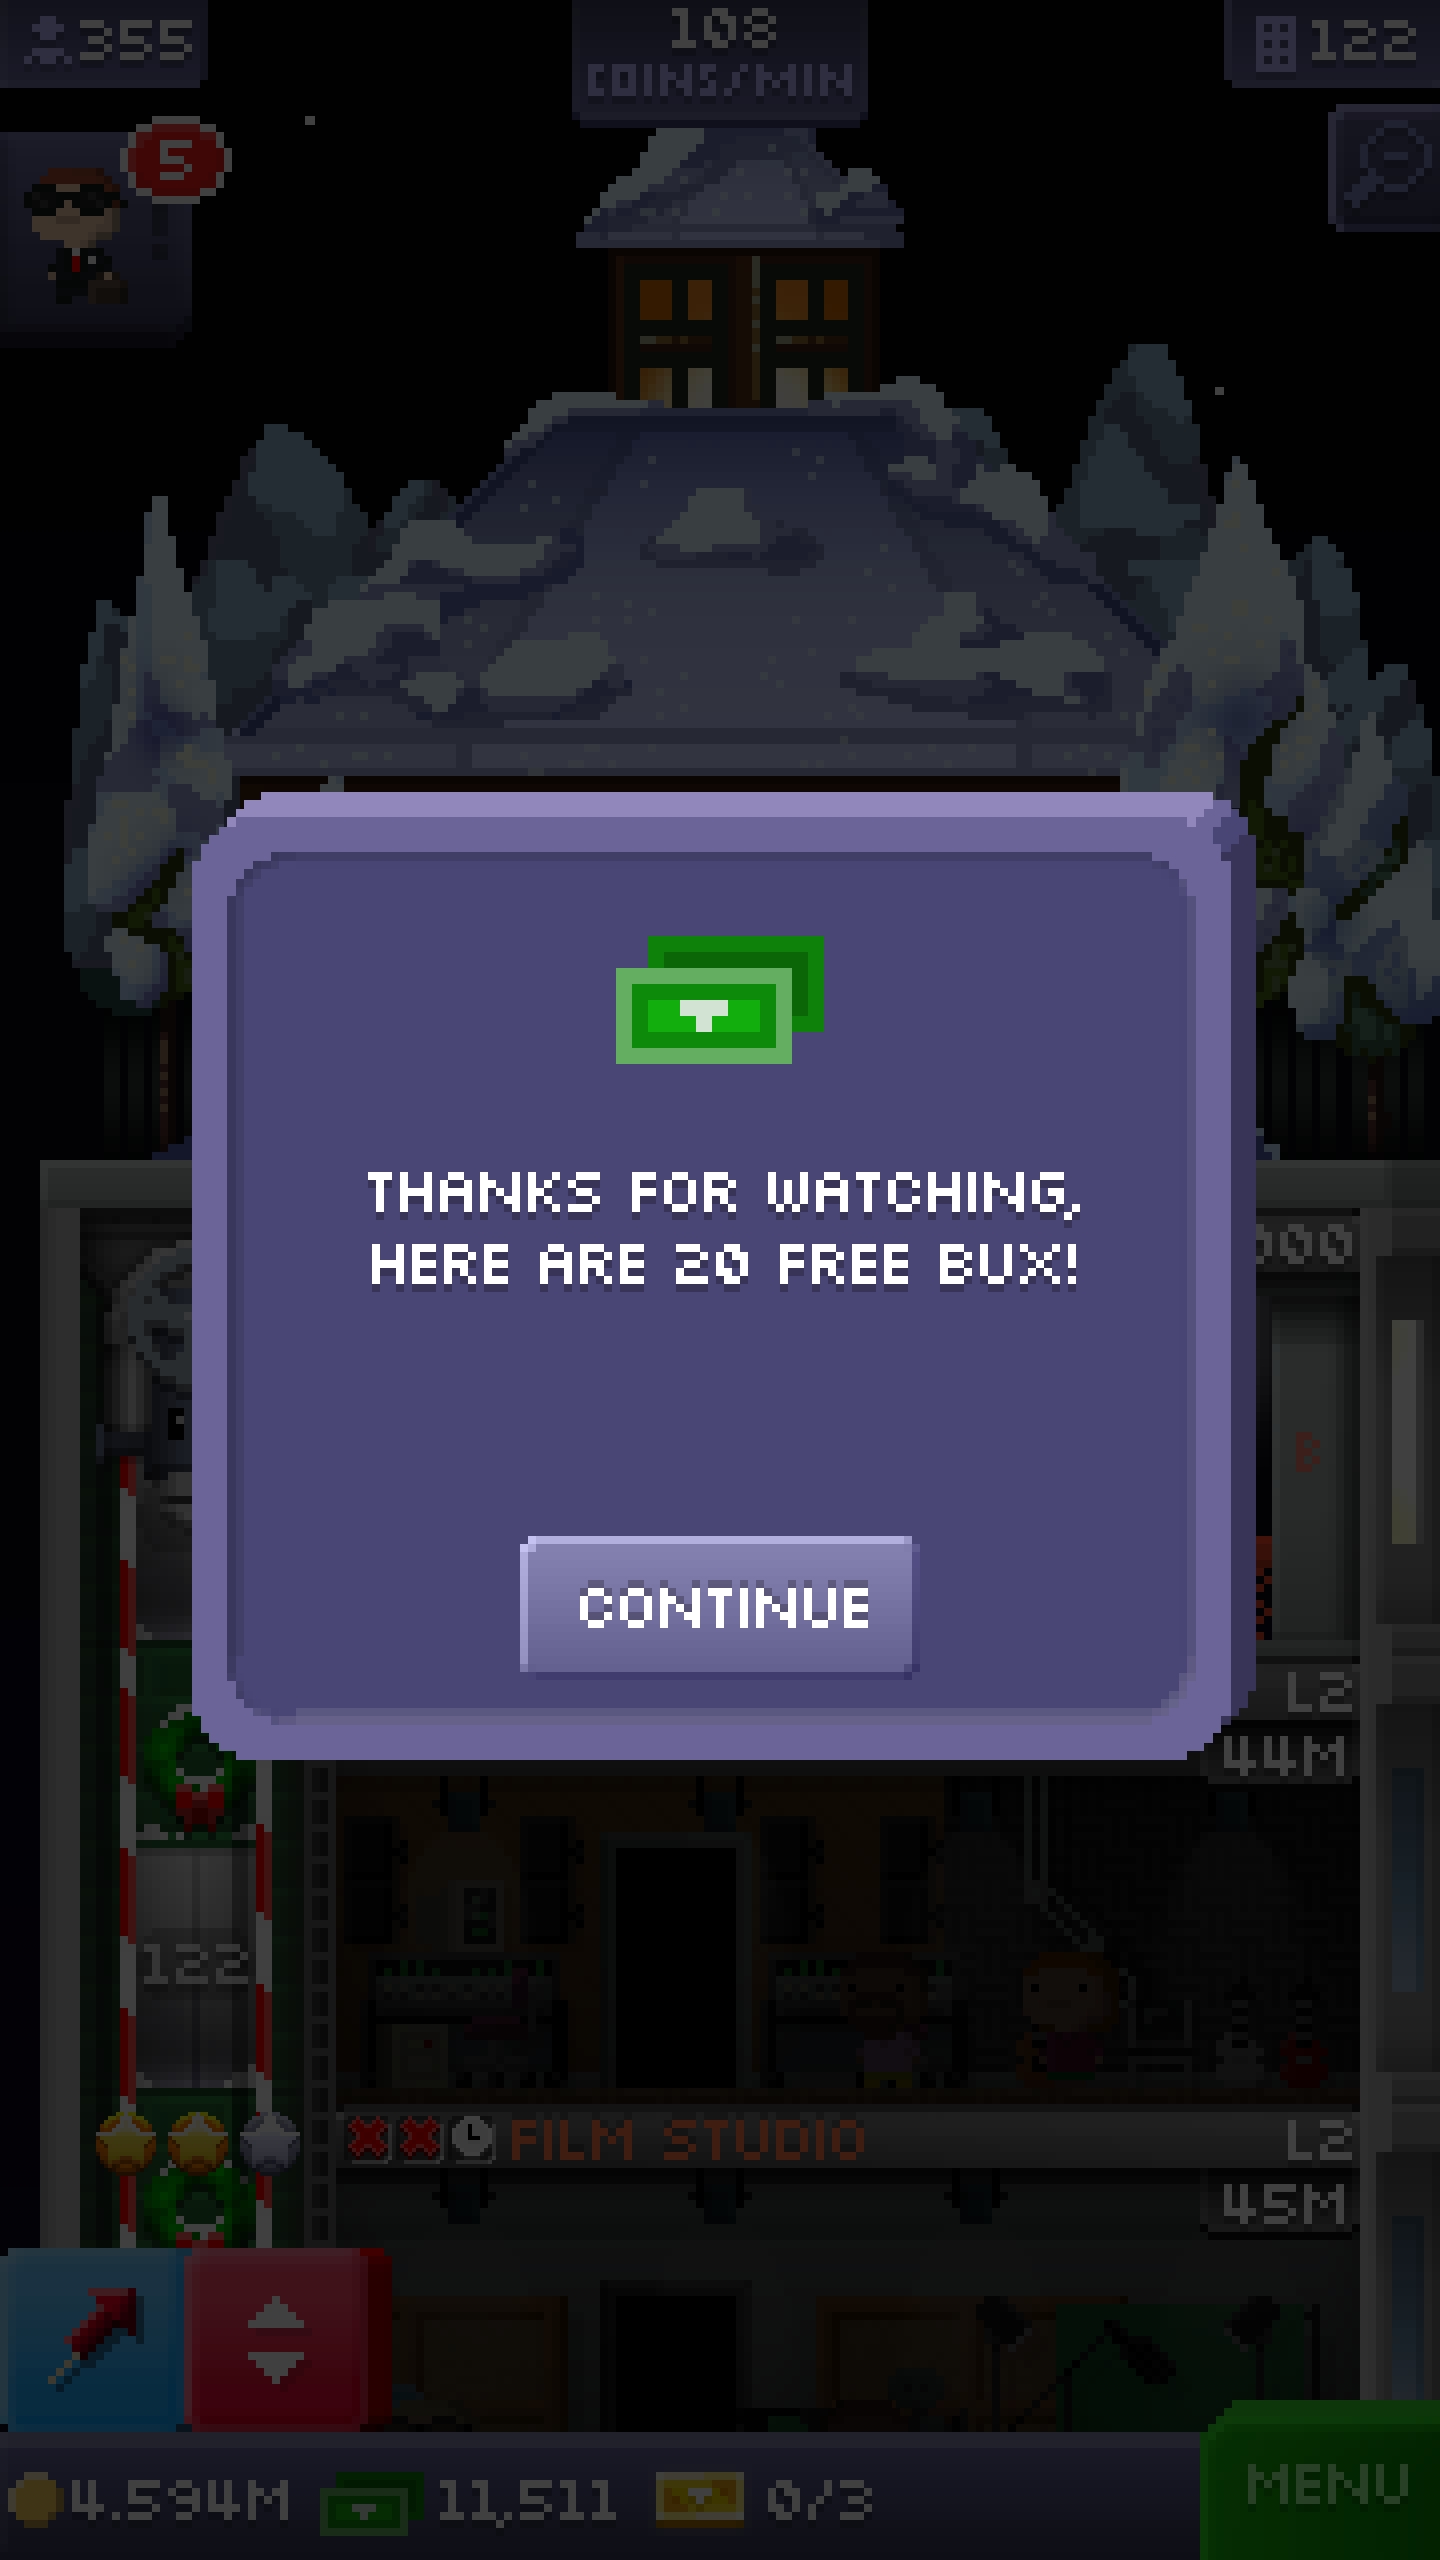 355
108
COINS/MIN
122
5
THANKS FOR WATCHING,
HERE ARE 20 FREE BUX!
CONTINUE
000
B
L2
44M
122
FILM STUDIO
L2
45M
4.594M
11,511
0/3
MENU